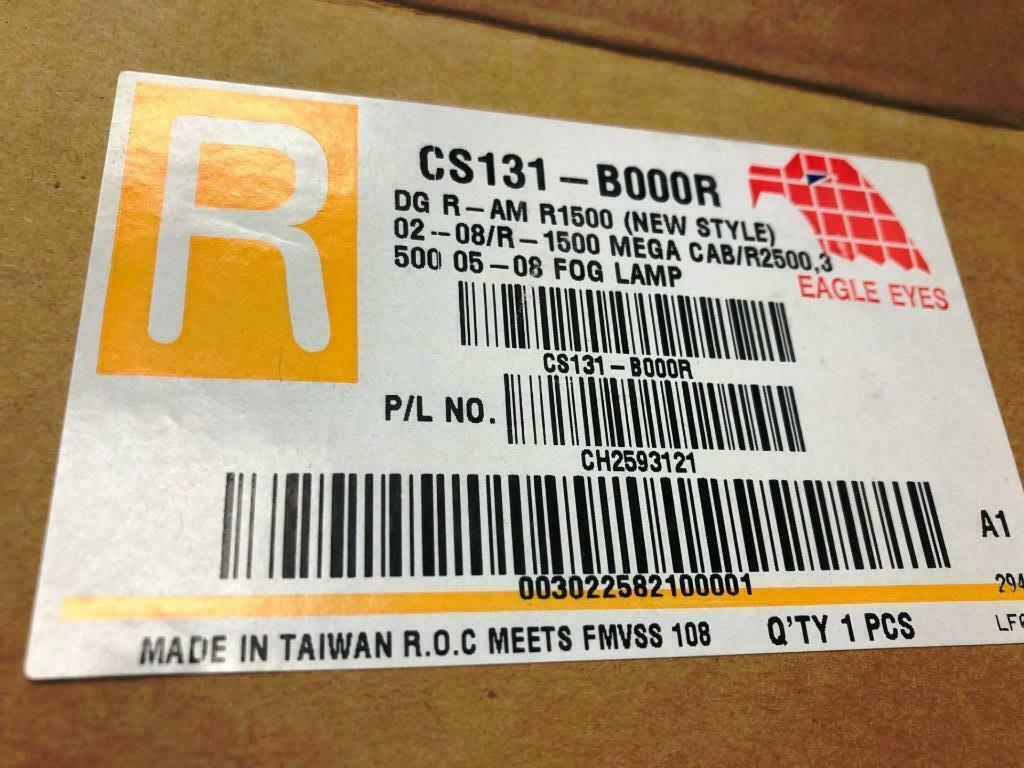 R
CS131-B000R
DG R-AM R1500 (NEW STYLE)
02--08/R-1500 MEGA CAB/R2500,3
500 05-08 FOG LAMP
EAGLE EYES
CS131-B000R
P/L NO.
CH2593121
003022582100001
A1
294
MADE IN TAIWAN R.O.C MEETS FMVSS 108
Q'TY 1 PCS